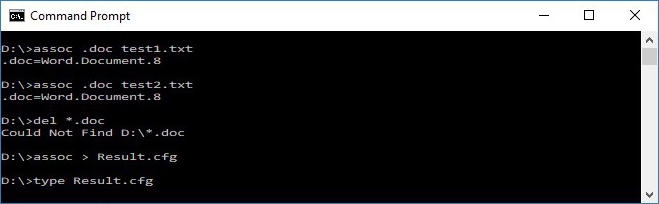 Command Prompt
D:\>assoc .doc test1.txt
.doc=Word.Document.8
D:\>assoc .doc test2.txt
.doc=Word.Document.8
D:\>del *.doc
Could Not Find D:\*.doc
D:\>assoc > Result.cfg
D:\>type Result.cfg